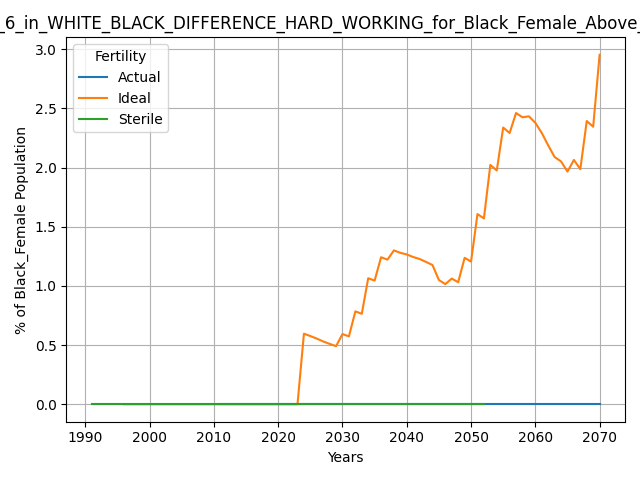 _6_in_WHITE_BLACK_DIFFERENCE_HARD_WORKING_for_Black_Female_Above_
Fertility
Actual
Ideal
Sterile
% of Black_Female Population
3.0
2.5
2.0
1.5
1.0
0.5
0.0
1990 2000 2010 2020 2030 2040 2050 2060 2070
Years